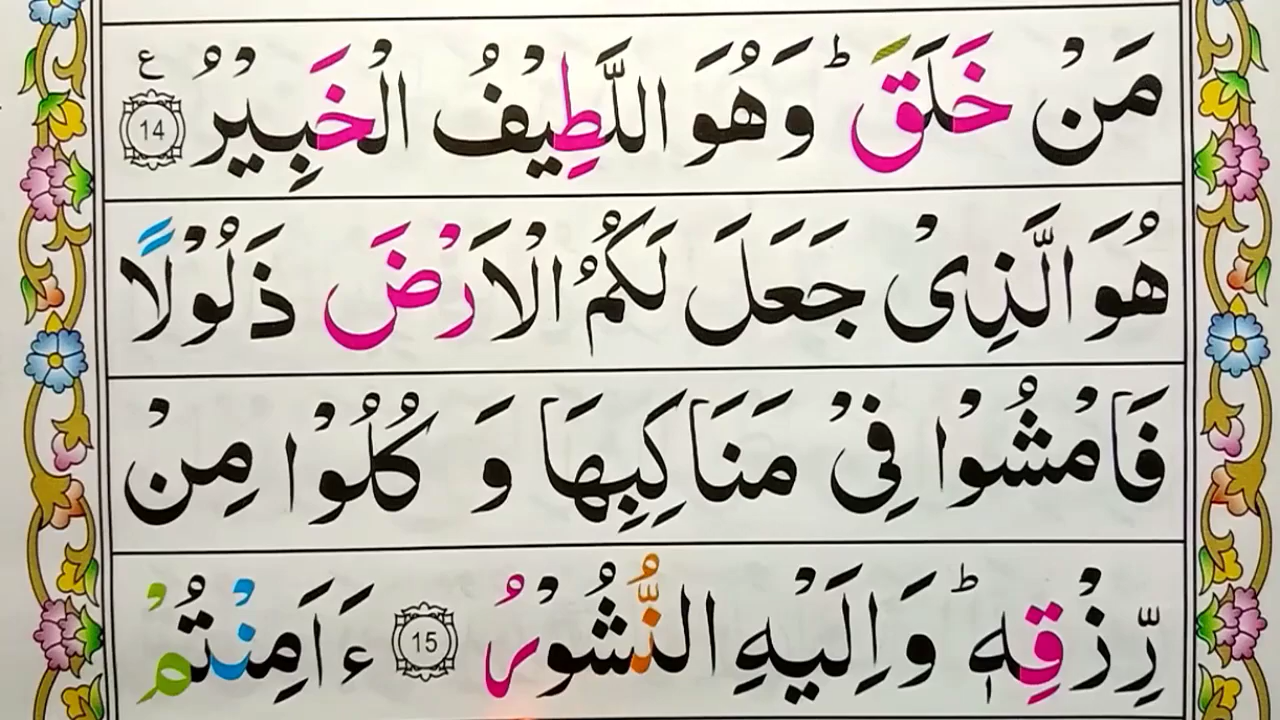 مَنْ خَلَقَ ؕ وَهُوَ اللَّطِيْفُ الْخَبِيْرُ 14 ع
هُوَ الَّذِىْ جَعَلَ لَكُمُ الْاَرْضَ ذَلُوْلًا
فَامْشُوْا فِىْ مَنَاكِبِهَا وَ كُلُوْا مِنْ
رِّزْقِهٖ ؕ وَاِلَيْهِ النُّشُوْرُ 15 ءَاَمِنْتُمْ